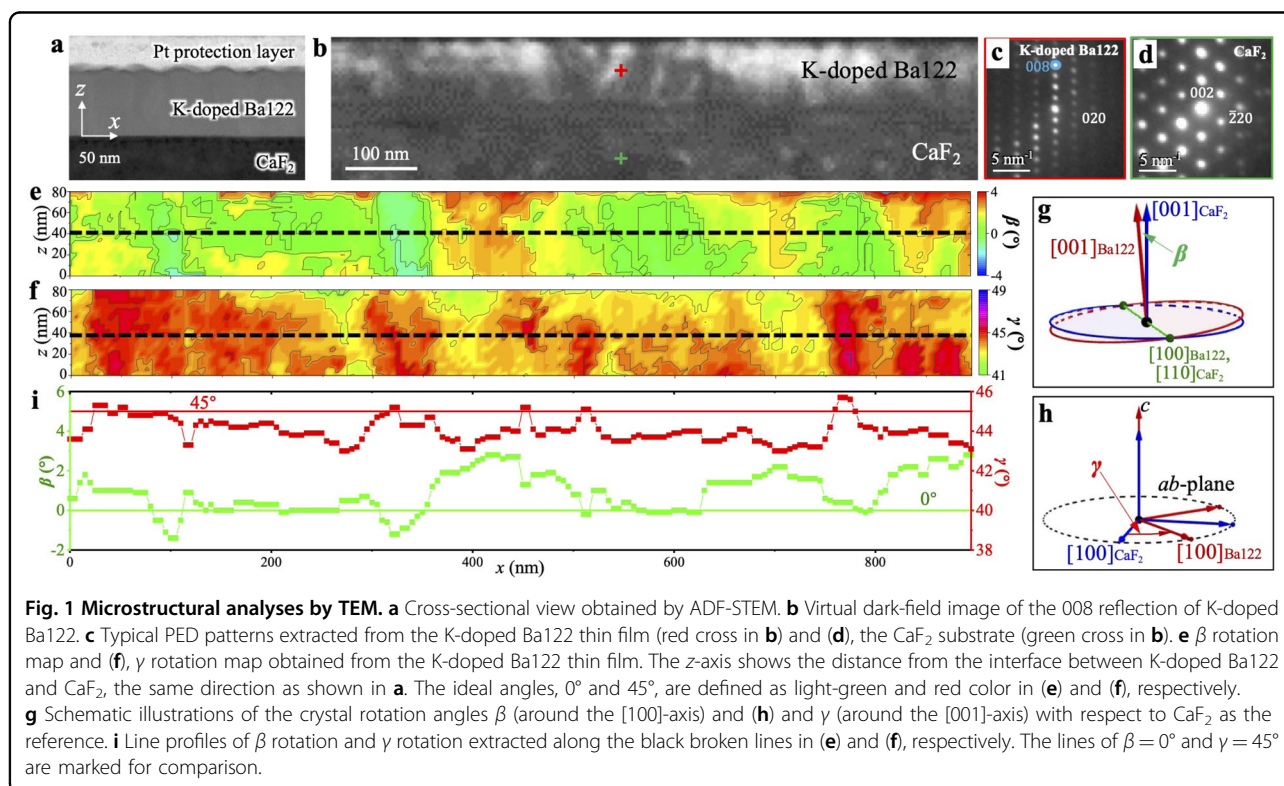 a
Pt protection layer
z
K-doped Ba122
x
50 nm
CaF₂
b
K-doped Ba122
100 nm
CaF₂
c
K-doped Ba122
008
020
5 nm⁻¹
d
CaF₂
002
2̄20
5 nm⁻¹
e
80
60
40
20
0
z (nm)
4
0
-4
β (°)
f
80
60
40
20
0
z (nm)
49
45
41
γ (°)
g
[001]CaF₂
[001]Ba122
β
[100]Ba122,
[110]CaF₂
h
c
γ
ab-plane
[100]CaF₂
[100]Ba122
i
6
4
2
0
-2
β (°)
45°
0°
46
44
42
40
38
γ (°)
0 200 400 600 800
x (nm)
Fig. 1 Microstructural analyses by TEM. a Cross-sectional view obtained by ADF-STEM. b Virtual dark-field image of the 008 reflection of K-doped
Ba122. c Typical PED patterns extracted from the K-doped Ba122 thin film (red cross in b) and (d), the CaF₂ substrate (green cross in b). e β rotation
map and (f), γ rotation map obtained from the K-doped Ba122 thin film. The z-axis shows the distance from the interface between K-doped Ba122
and CaF₂, the same direction as shown in a. The ideal angles, 0° and 45°, are defined as light-green and red color in (e) and (f), respectively.
g Schematic illustrations of the crystal rotation angles β (around the [100]-axis) and (h) and γ (around the [001]-axis) with respect to CaF₂ as the
reference. i Line profiles of β rotation and γ rotation extracted along the black broken lines in (e) and (f), respectively. The lines of β = 0° and γ = 45°
are marked for comparison.